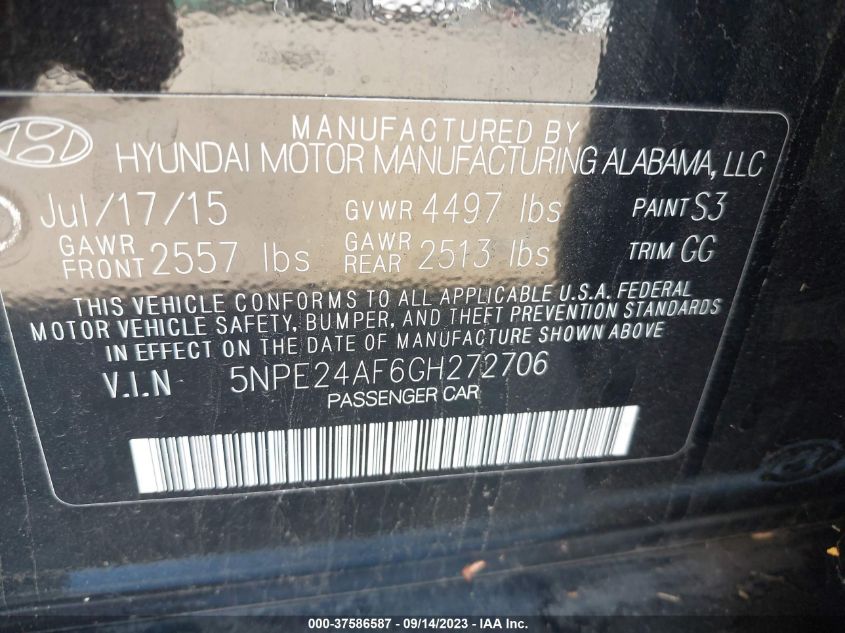 MANUFACTURED BY
HYUNDAI MOTOR MANUFACTURING ALABAMA, LLC
Jul/17/15 GVWR 4497 lbs PAINT S3
GAWR FRONT 2557 lbs GAWR REAR 2513 lbs TRIM GG
THIS VEHICLE CONFORMS TO ALL APPLICABLE U.S.A. FEDERAL
MOTOR VEHICLE SAFETY, BUMPER, AND THEFT PREVENTION STANDARDS
IN EFFECT ON THE DATE OF MANUFACTURE SHOWN ABOVE
V.I.N 5NPE24AF6GH272706
PASSENGER CAR
000-37586587 - 09/14/2023 - IAA Inc.